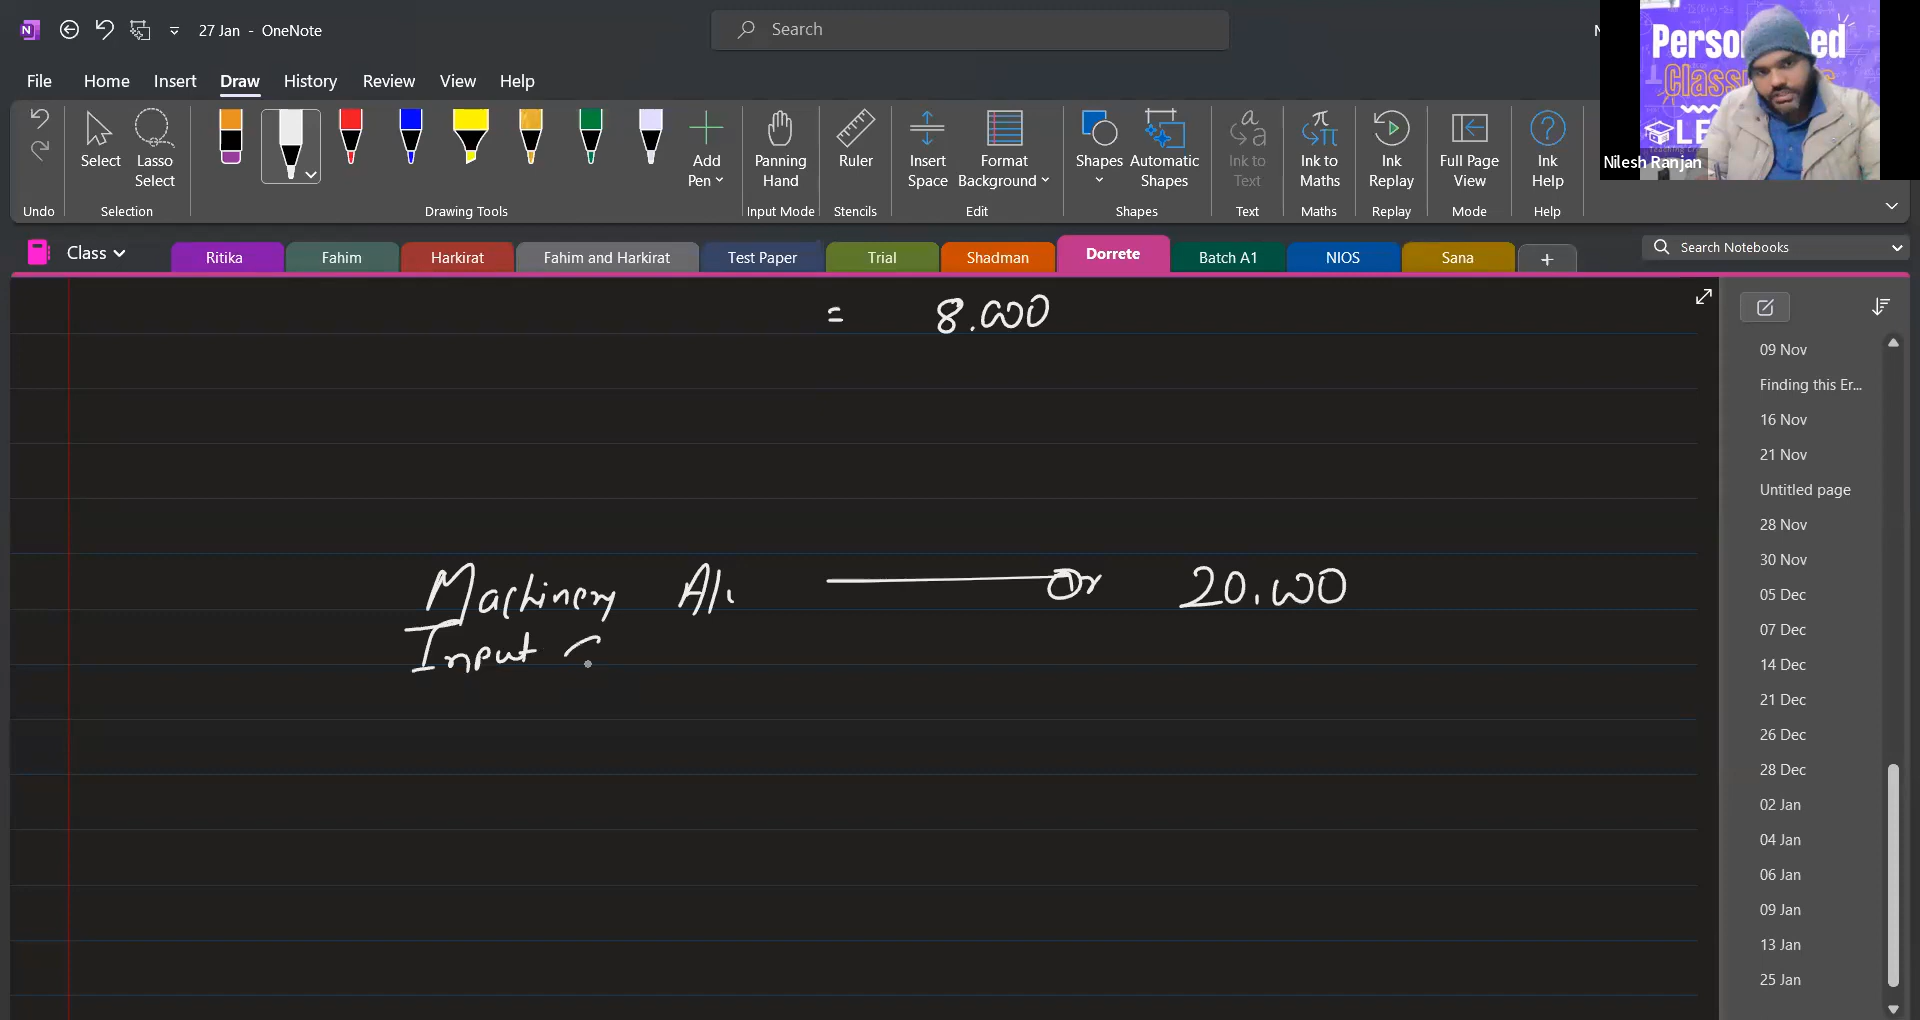 27 Jan - OneNote
Search
N
File Home Insert Draw History Review View Help
Select
Lasso Select
Add Pen
Panning Hand
Ruler
Insert Space
Format Background
Shapes
Automatic Shapes
Ink to Text
Ink to Maths
Ink Replay
Full Page View
Ink Help
Undo Selection Drawing Tools Input Mode Stencils Edit Shapes Text Maths Replay Mode Help
Nilesh Ranjan
Class Ritika Fahim Harkirat Fahim and Harkirat Test Paper Trial Shadman Dorrete Batch A1 NIOS Sana +
Search Notebooks
= 8.000
Machinery A/c Dr 20,000
Input
09 Nov
Finding this Er...
16 Nov
21 Nov
Untitled page
28 Nov
30 Nov
05 Dec
07 Dec
14 Dec
21 Dec
26 Dec
28 Dec
02 Jan
04 Jan
06 Jan
09 Jan
13 Jan
25 Jan